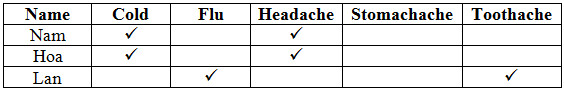 Name Cold Flu Headache Stomachache Toothache
Nam ✓ ✓
Hoa ✓ ✓
Lan ✓ ✓